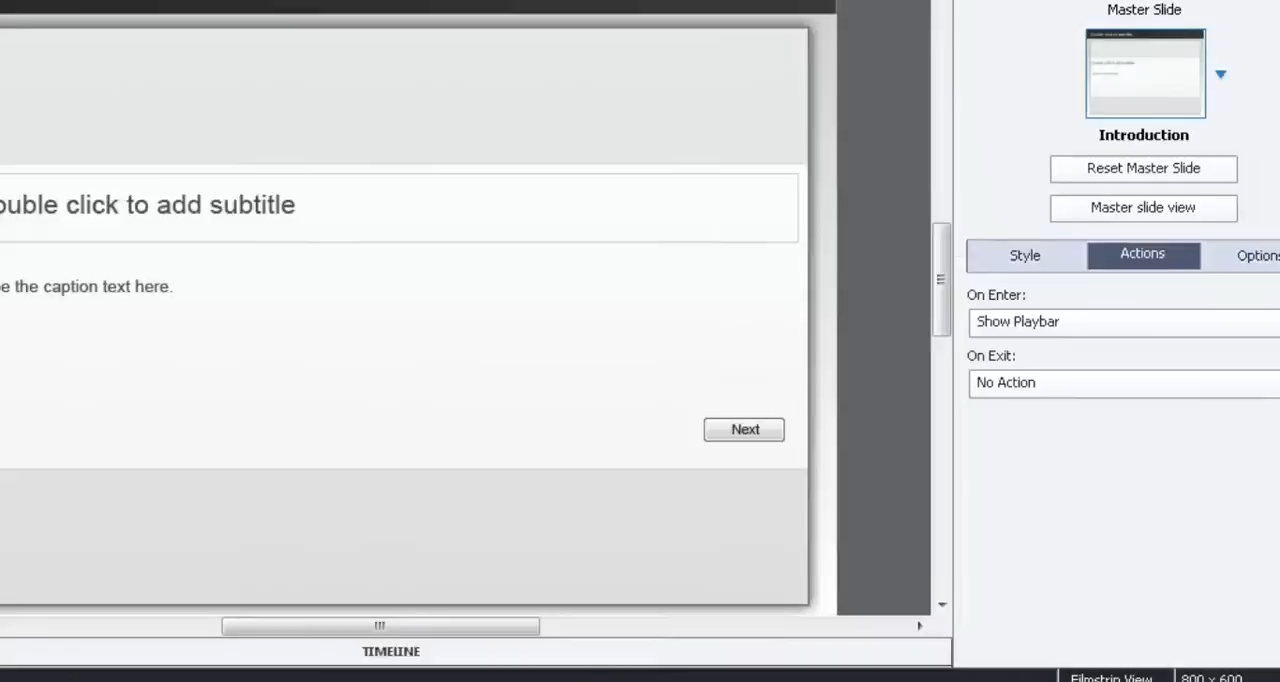 Master Slide
Introduction
Reset Master Slide
Master slide view
Style
Actions
Options
On Enter:
Show Playbar
On Exit:
No Action
ouble click to add subtitle
e the caption text here.
Next
TIMELINE
Filmstrip View
800 x 600